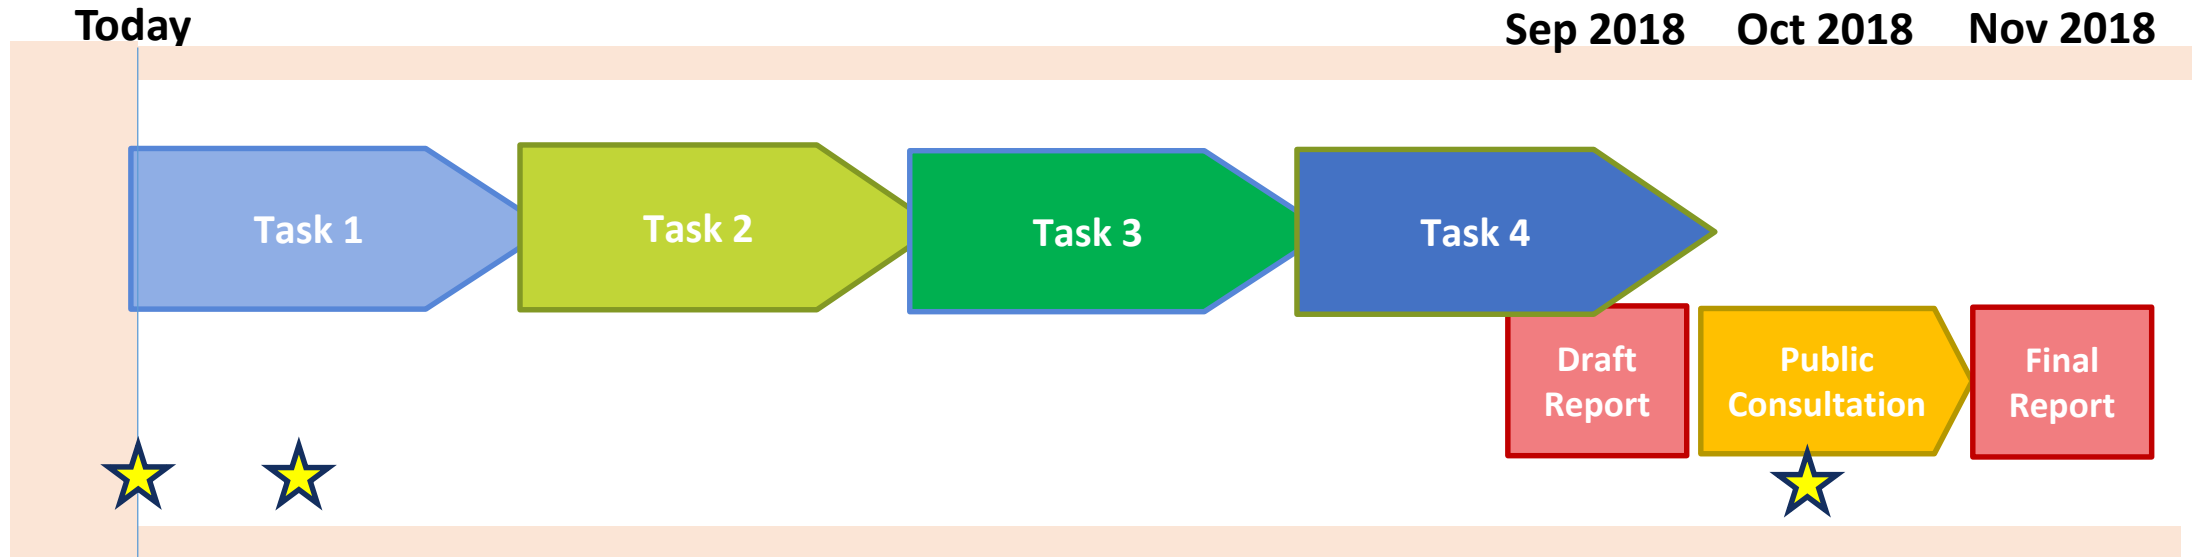 Today
Sep 2018
Oct 2018
Nov 2018
Task 1
Task 2
Task 3
Task 4
Draft
Report
Public
Consultation
Final
Report